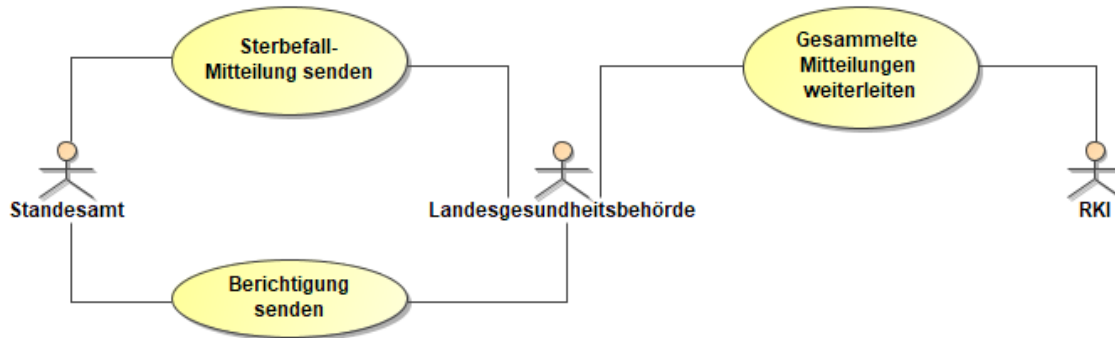 Sterbefall-
Mitteilung senden
Gesammelte
Mitteilungen
weiterleiten
Standesamt
Landesgesundheitsbehörde
RKI
Berichtigung
senden